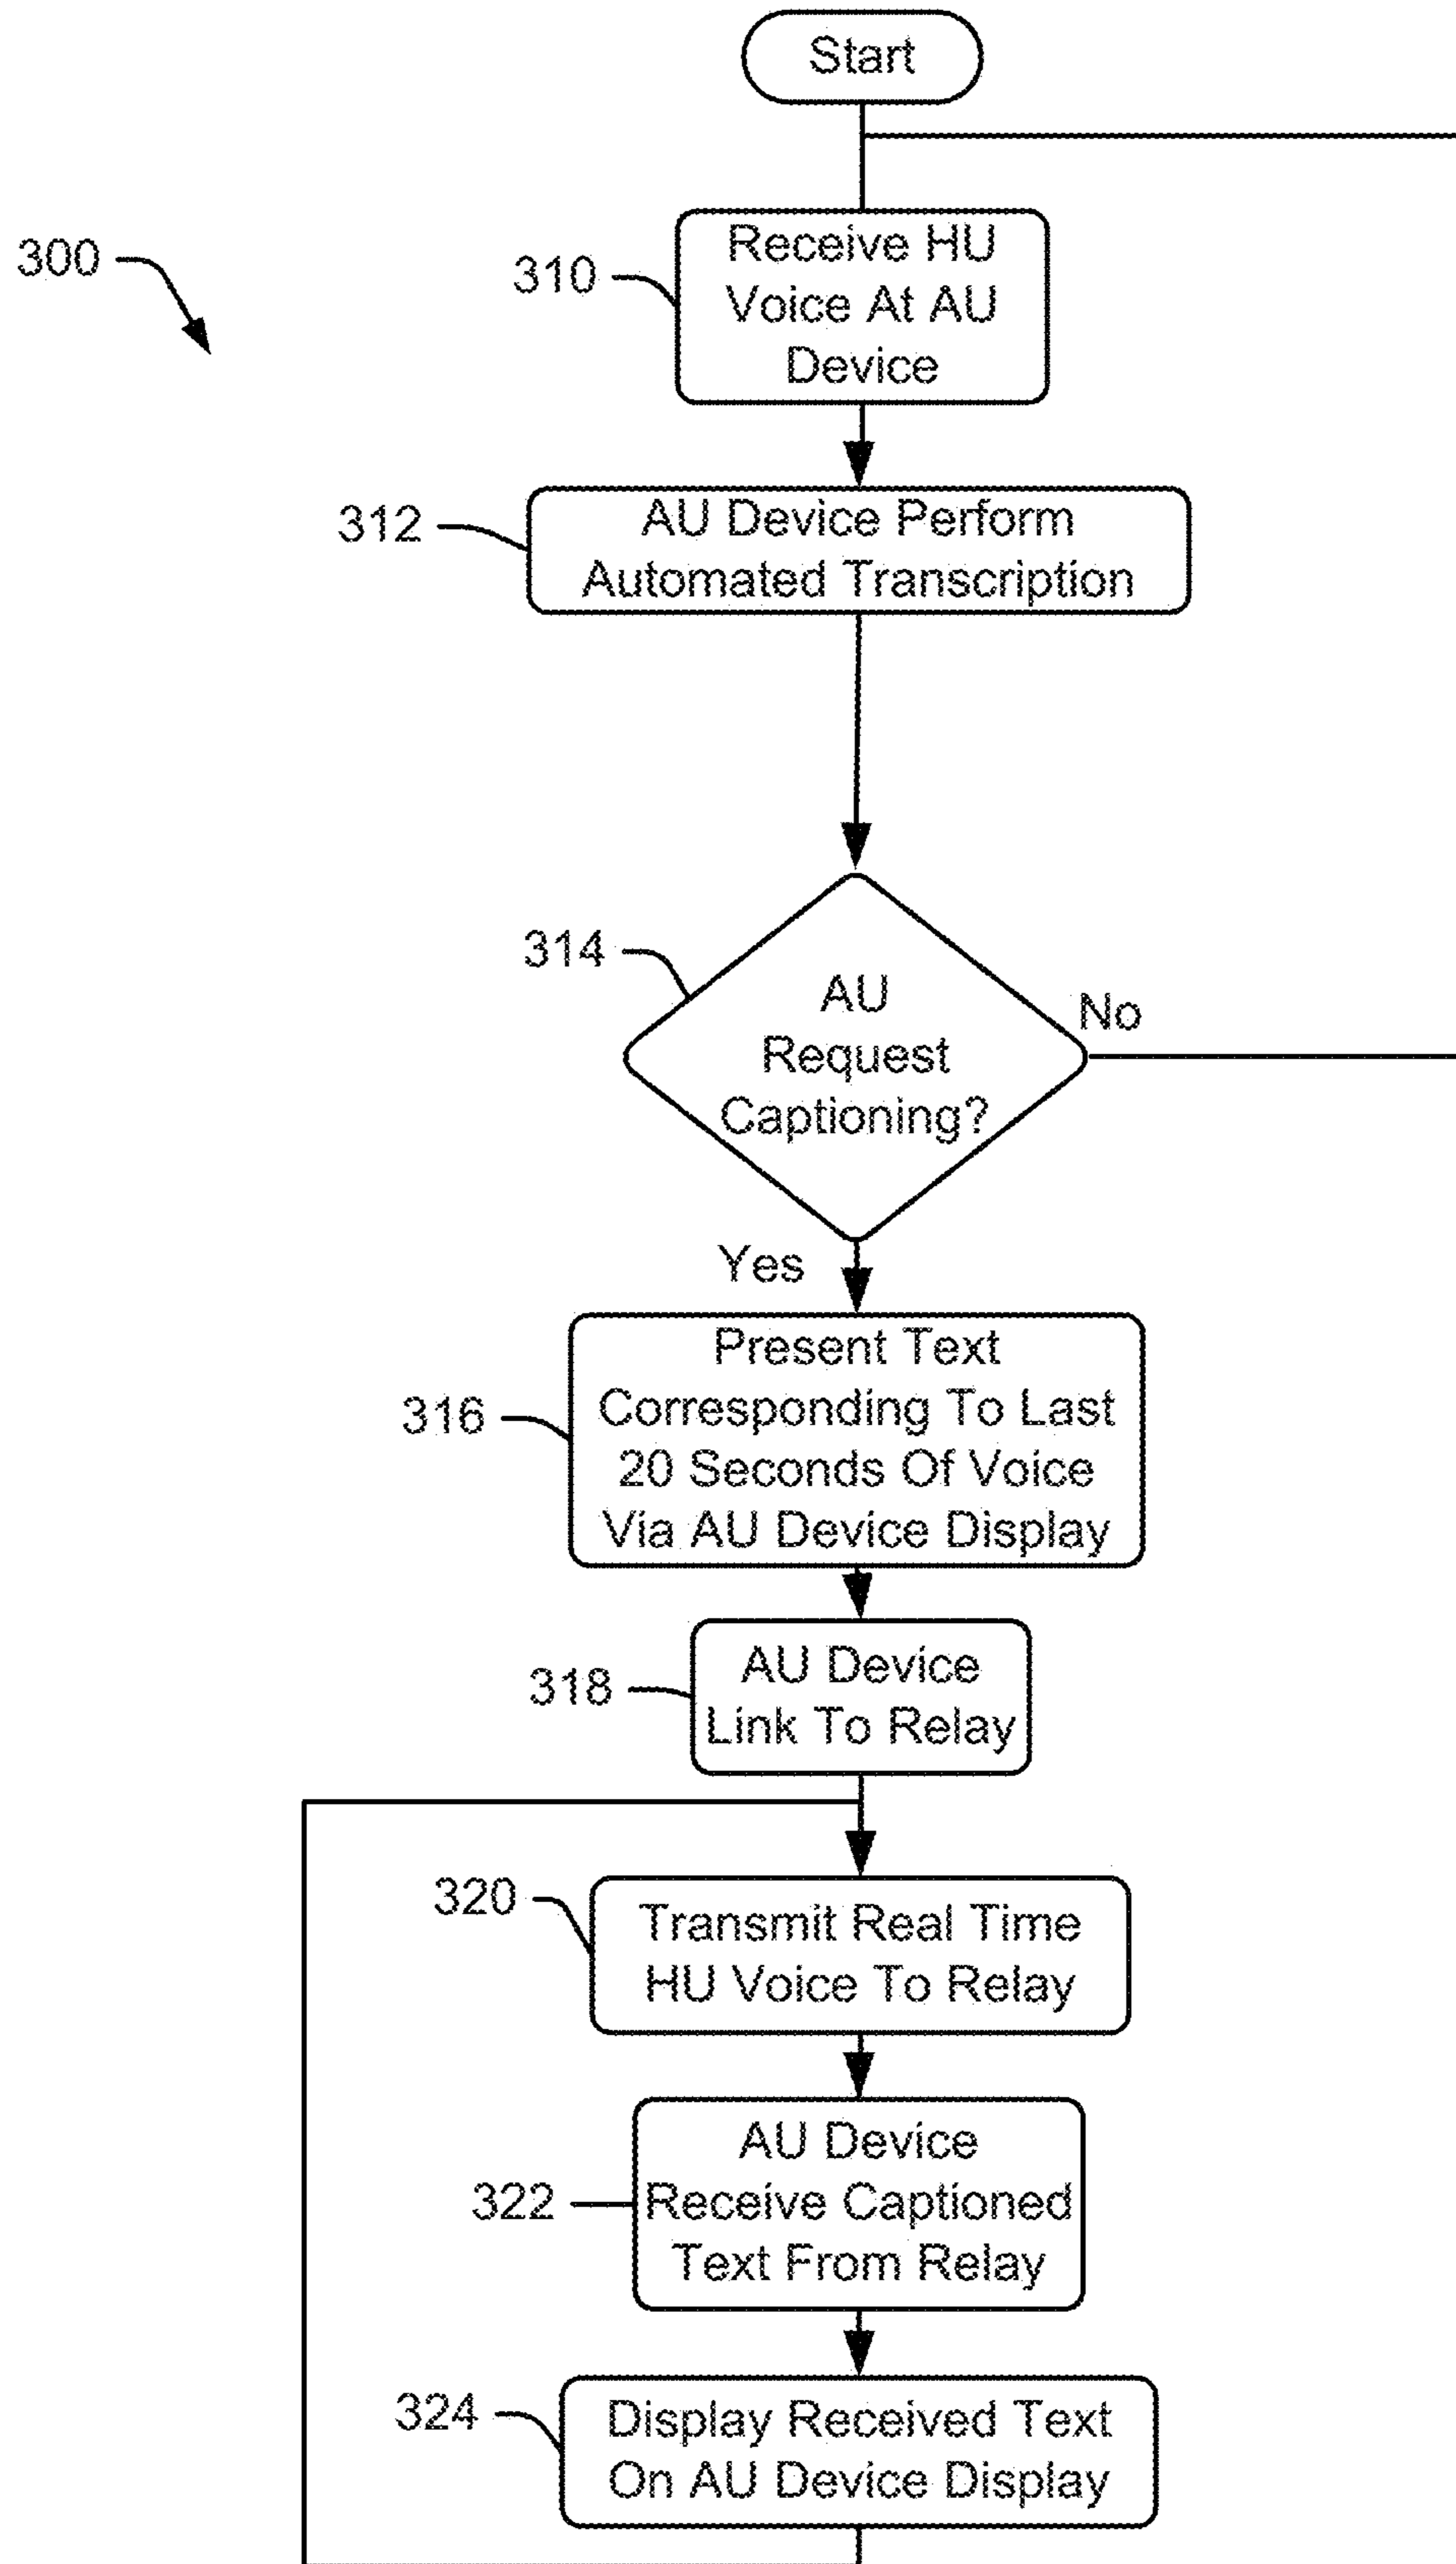 Start
300
310
Receive HU
Voice At AU
Device
312
AU Device Perform
Automated Transcription
314
AU
Request
Captioning?
No
Yes
316
Present Text
Corresponding To Last
20 Seconds Of Voice
Via AU Device Display
318
AU Device
Link To Relay
320
Transmit Real Time
HU Voice To Relay
322
AU Device
Receive Captioned
Text From Relay
324
Display Received Text
On AU Device Display